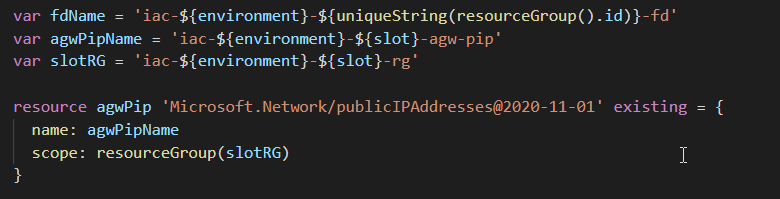 var fdName = 'iac-${environment}-${uniqueString(resourceGroup().id)}-fd'
var agwPipName = 'iac-${environment}-${slot}-agw-pip'
var slotRG = 'iac-${environment}-${slot}-rg'
resource agwPip 'Microsoft.Network/publicIPAddresses@2020-11-01' existing = {
name: agwPipName
scope: resourceGroup(slotRG)
}